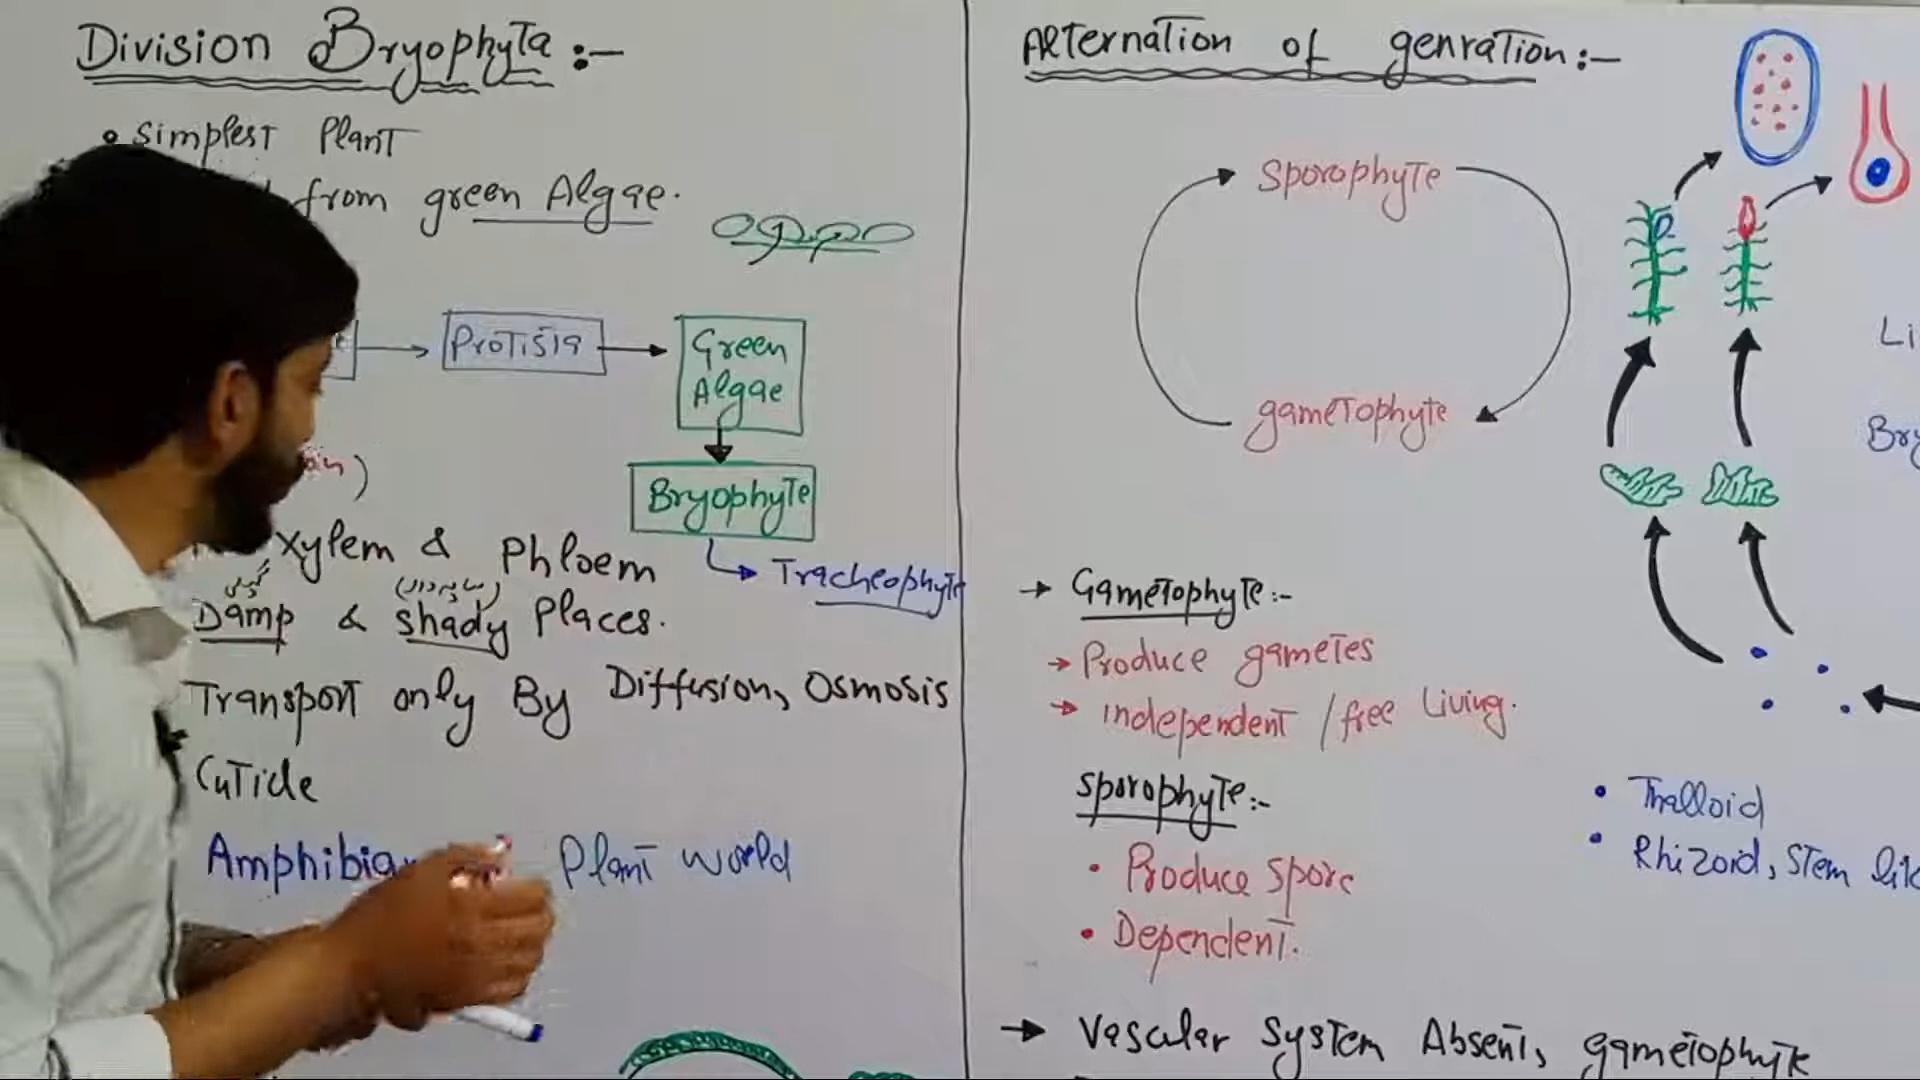 Division Bryophyta :-
• Simplest Plant
from green Algae.
Protista
Green
Algae
Bryophyte
Tracheophyte
)
Xylem & Phloem
Damp & shady Places.
Transport only By Diffusion, Osmosis
Cuticle
Plant world
Alternation of genration :-
Sporophyte
gametophyte
→ Gametophyte :-
→ Produce gametes
→ independent / free Living.
Sporophyte :-
• Produce Spore
• Dependent.
→ Vascular System Absent, gametophyte
• Thalloid
• Rhizoid, Stem